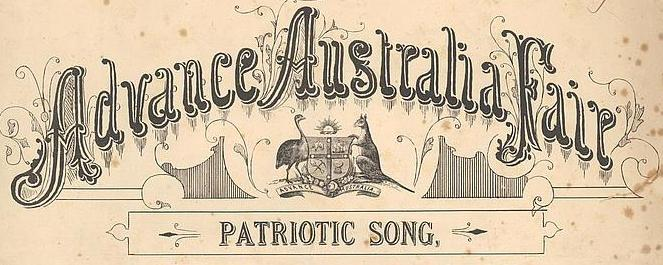 Advance Australia Fair
ADVANCE AUSTRALIA
PATRIOTIC SONG,